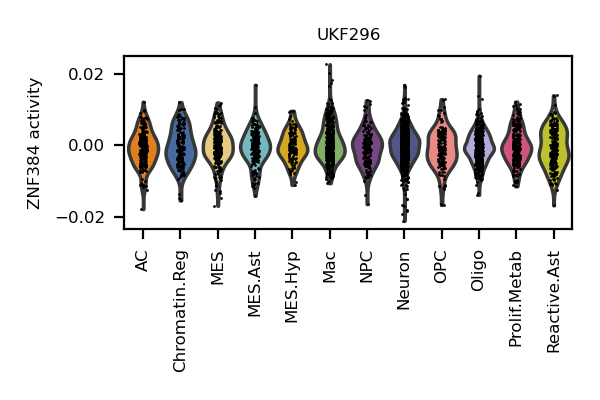 UKF296
ZNF384 activity
0.02
0.00
−0.02
AC
Chromatin.Reg
MES
MES.Ast
MES.Hyp
Mac
NPC
Neuron
OPC
Oligo
Prolif.Metab
Reactive.Ast